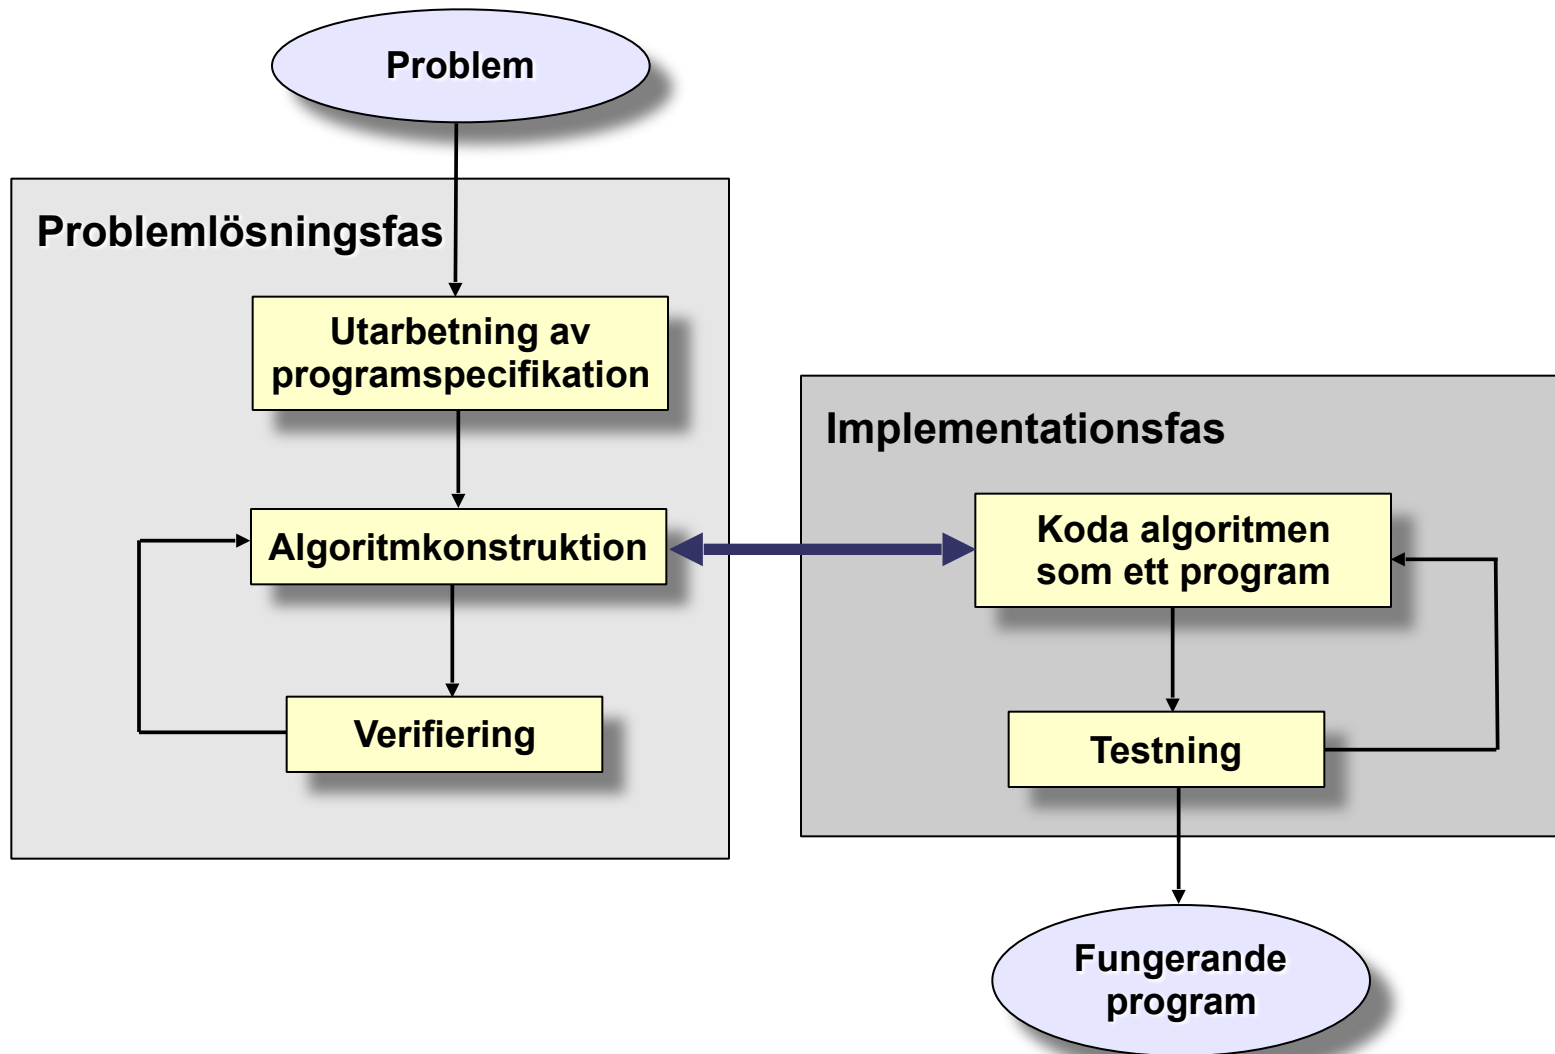 Problem
Problemlösningsfas
Utarbetning av
programspecifikation
Algoritmkonstruktion
Verifiering
Implementationsfas
Koda algoritmen
som ett program
Testning
Fungerande
program